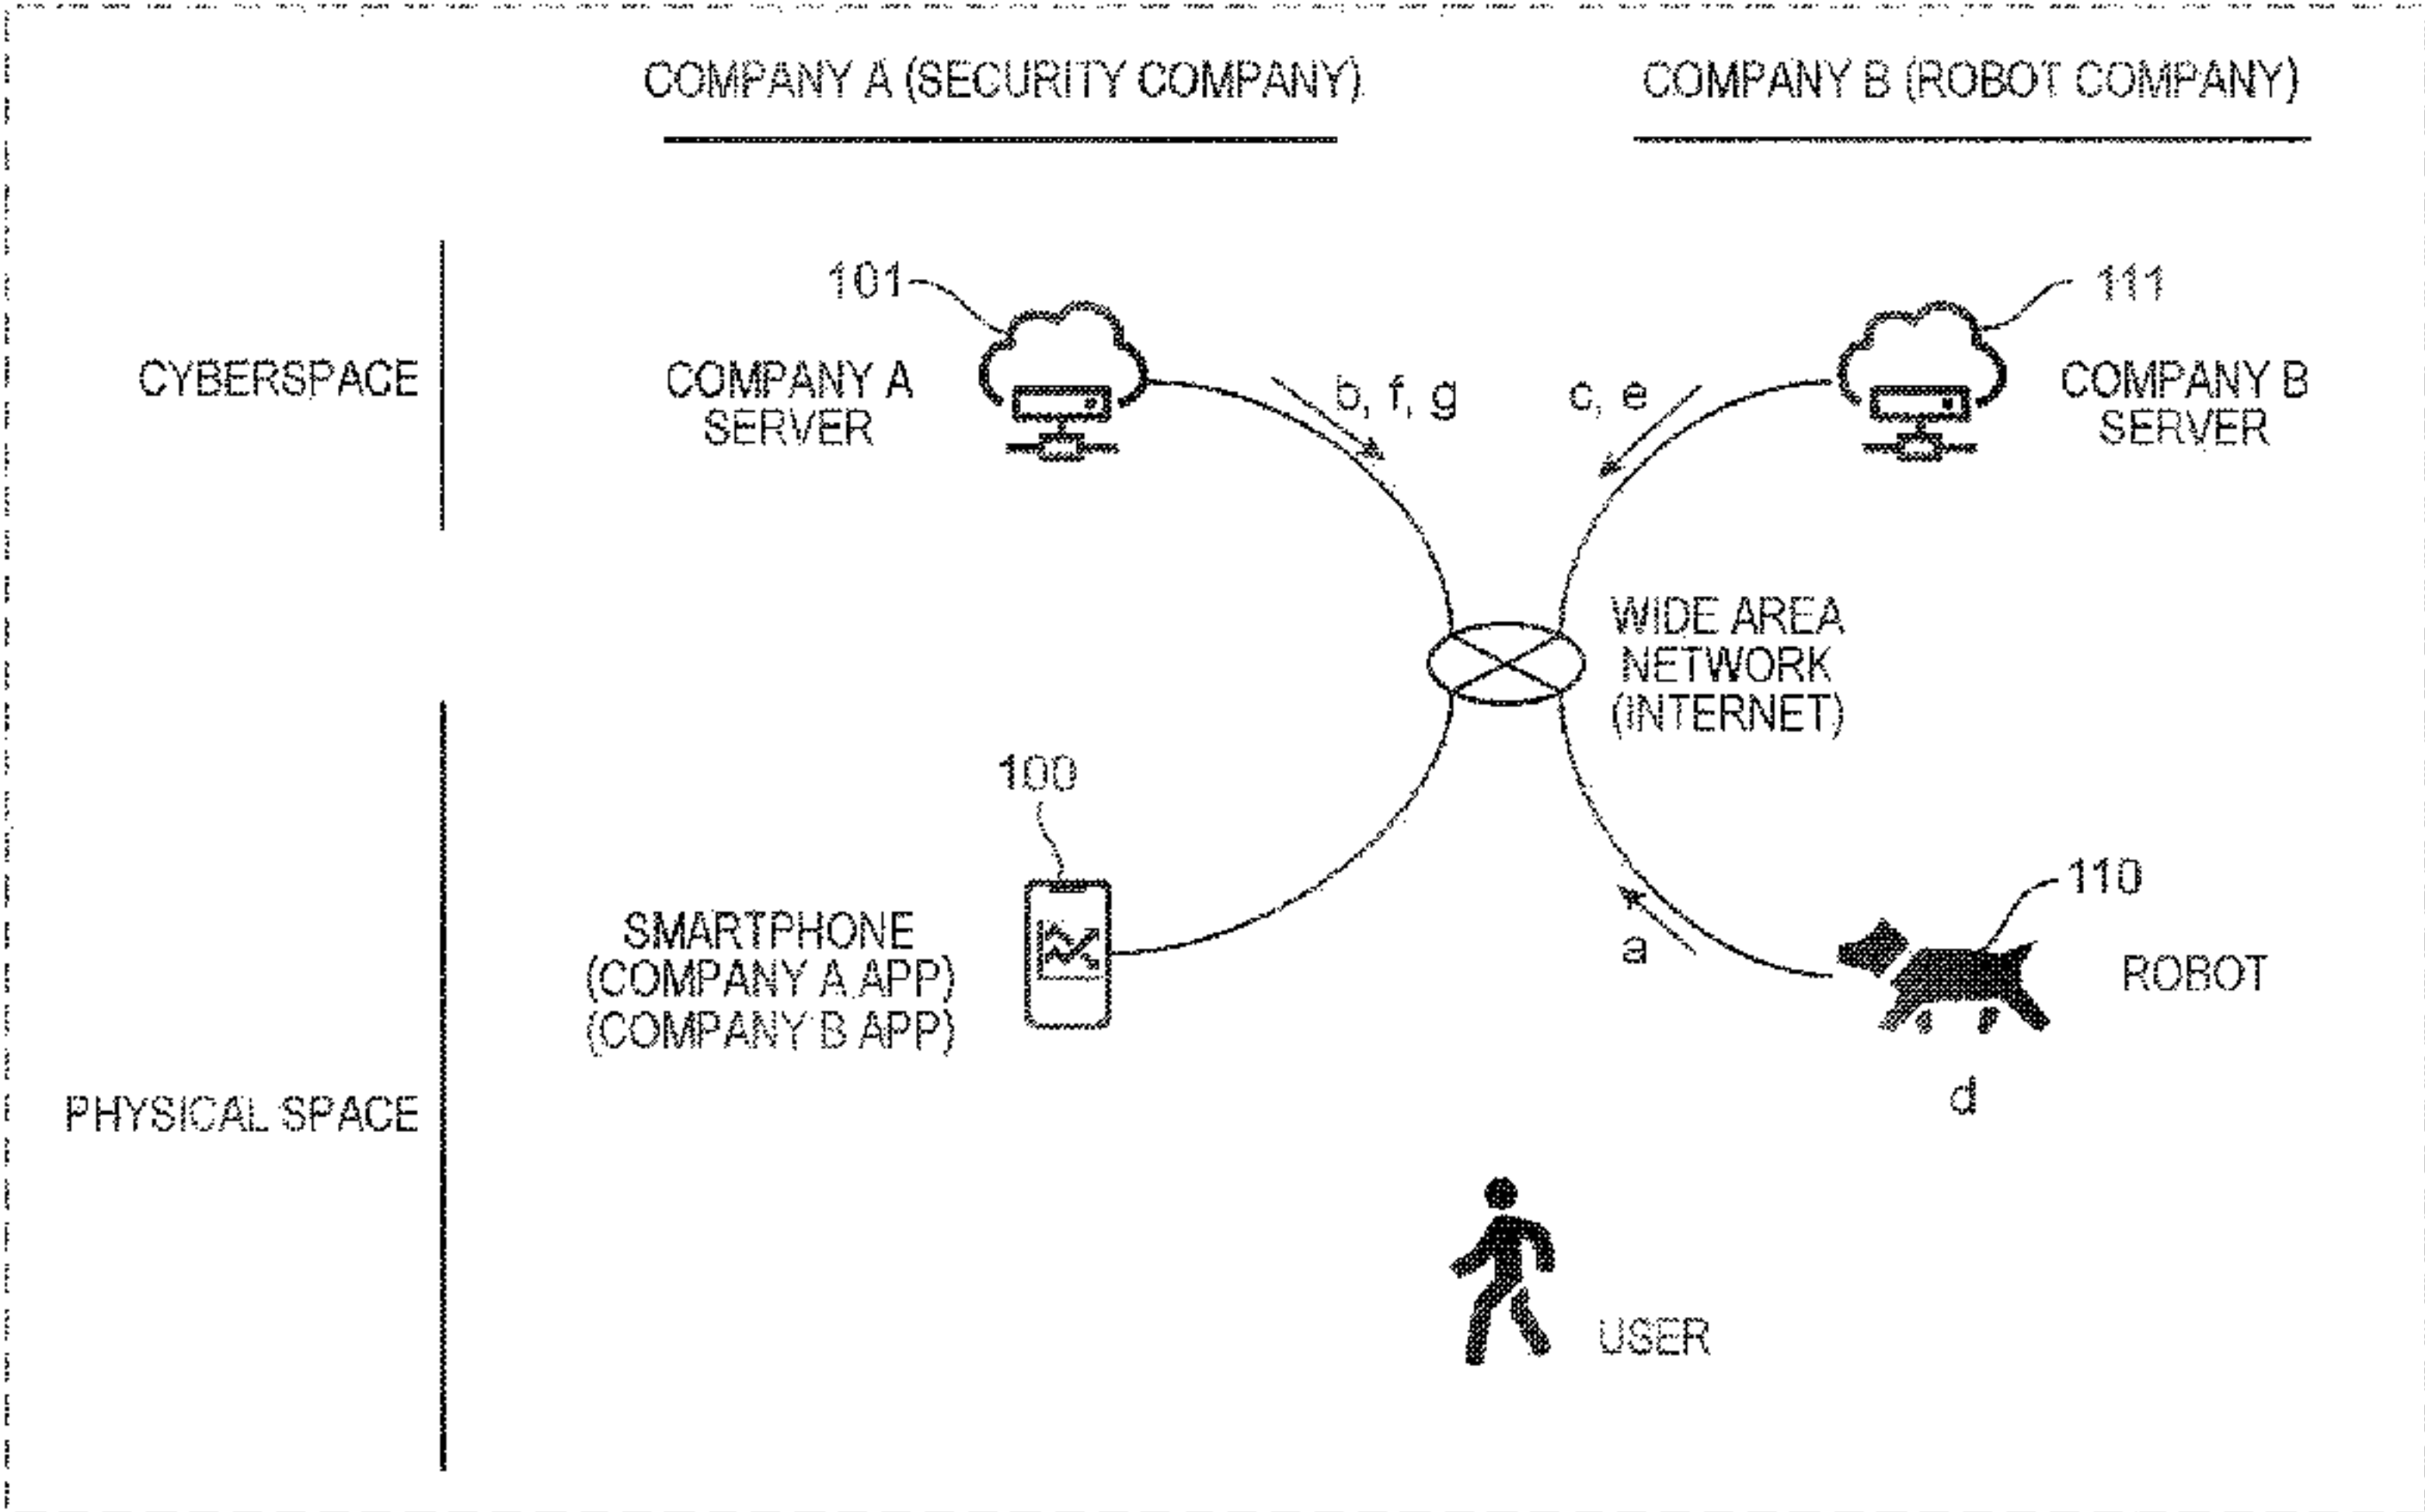 COMPANY A (SECURITY COMPANY)
COMPANY B (ROBOT COMPANY)
101
111
CYBERSPACE
COMPANY A
SERVER
b, f, g
c, e
COMPANY B
SERVER
WIDE AREA
NETWORK
(INTERNET)
100
110
SMARTPHONE
(COMPANY A APP)
(COMPANY B APP)
a
ROBOT
d
PHYSICAL SPACE
USER